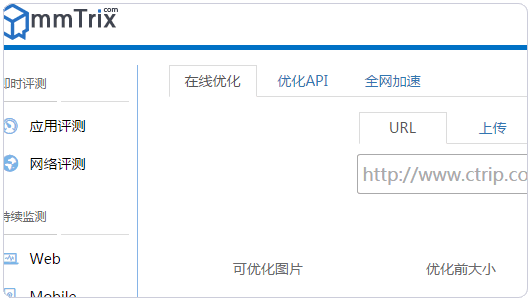 mmTrix.com
即时评测
在线优化 优化API 全网加速
应用评测
URL 上传
网络评测
http://www.ctrip.co
持续监测
Web
可优化图片 优化前大小
Mobile